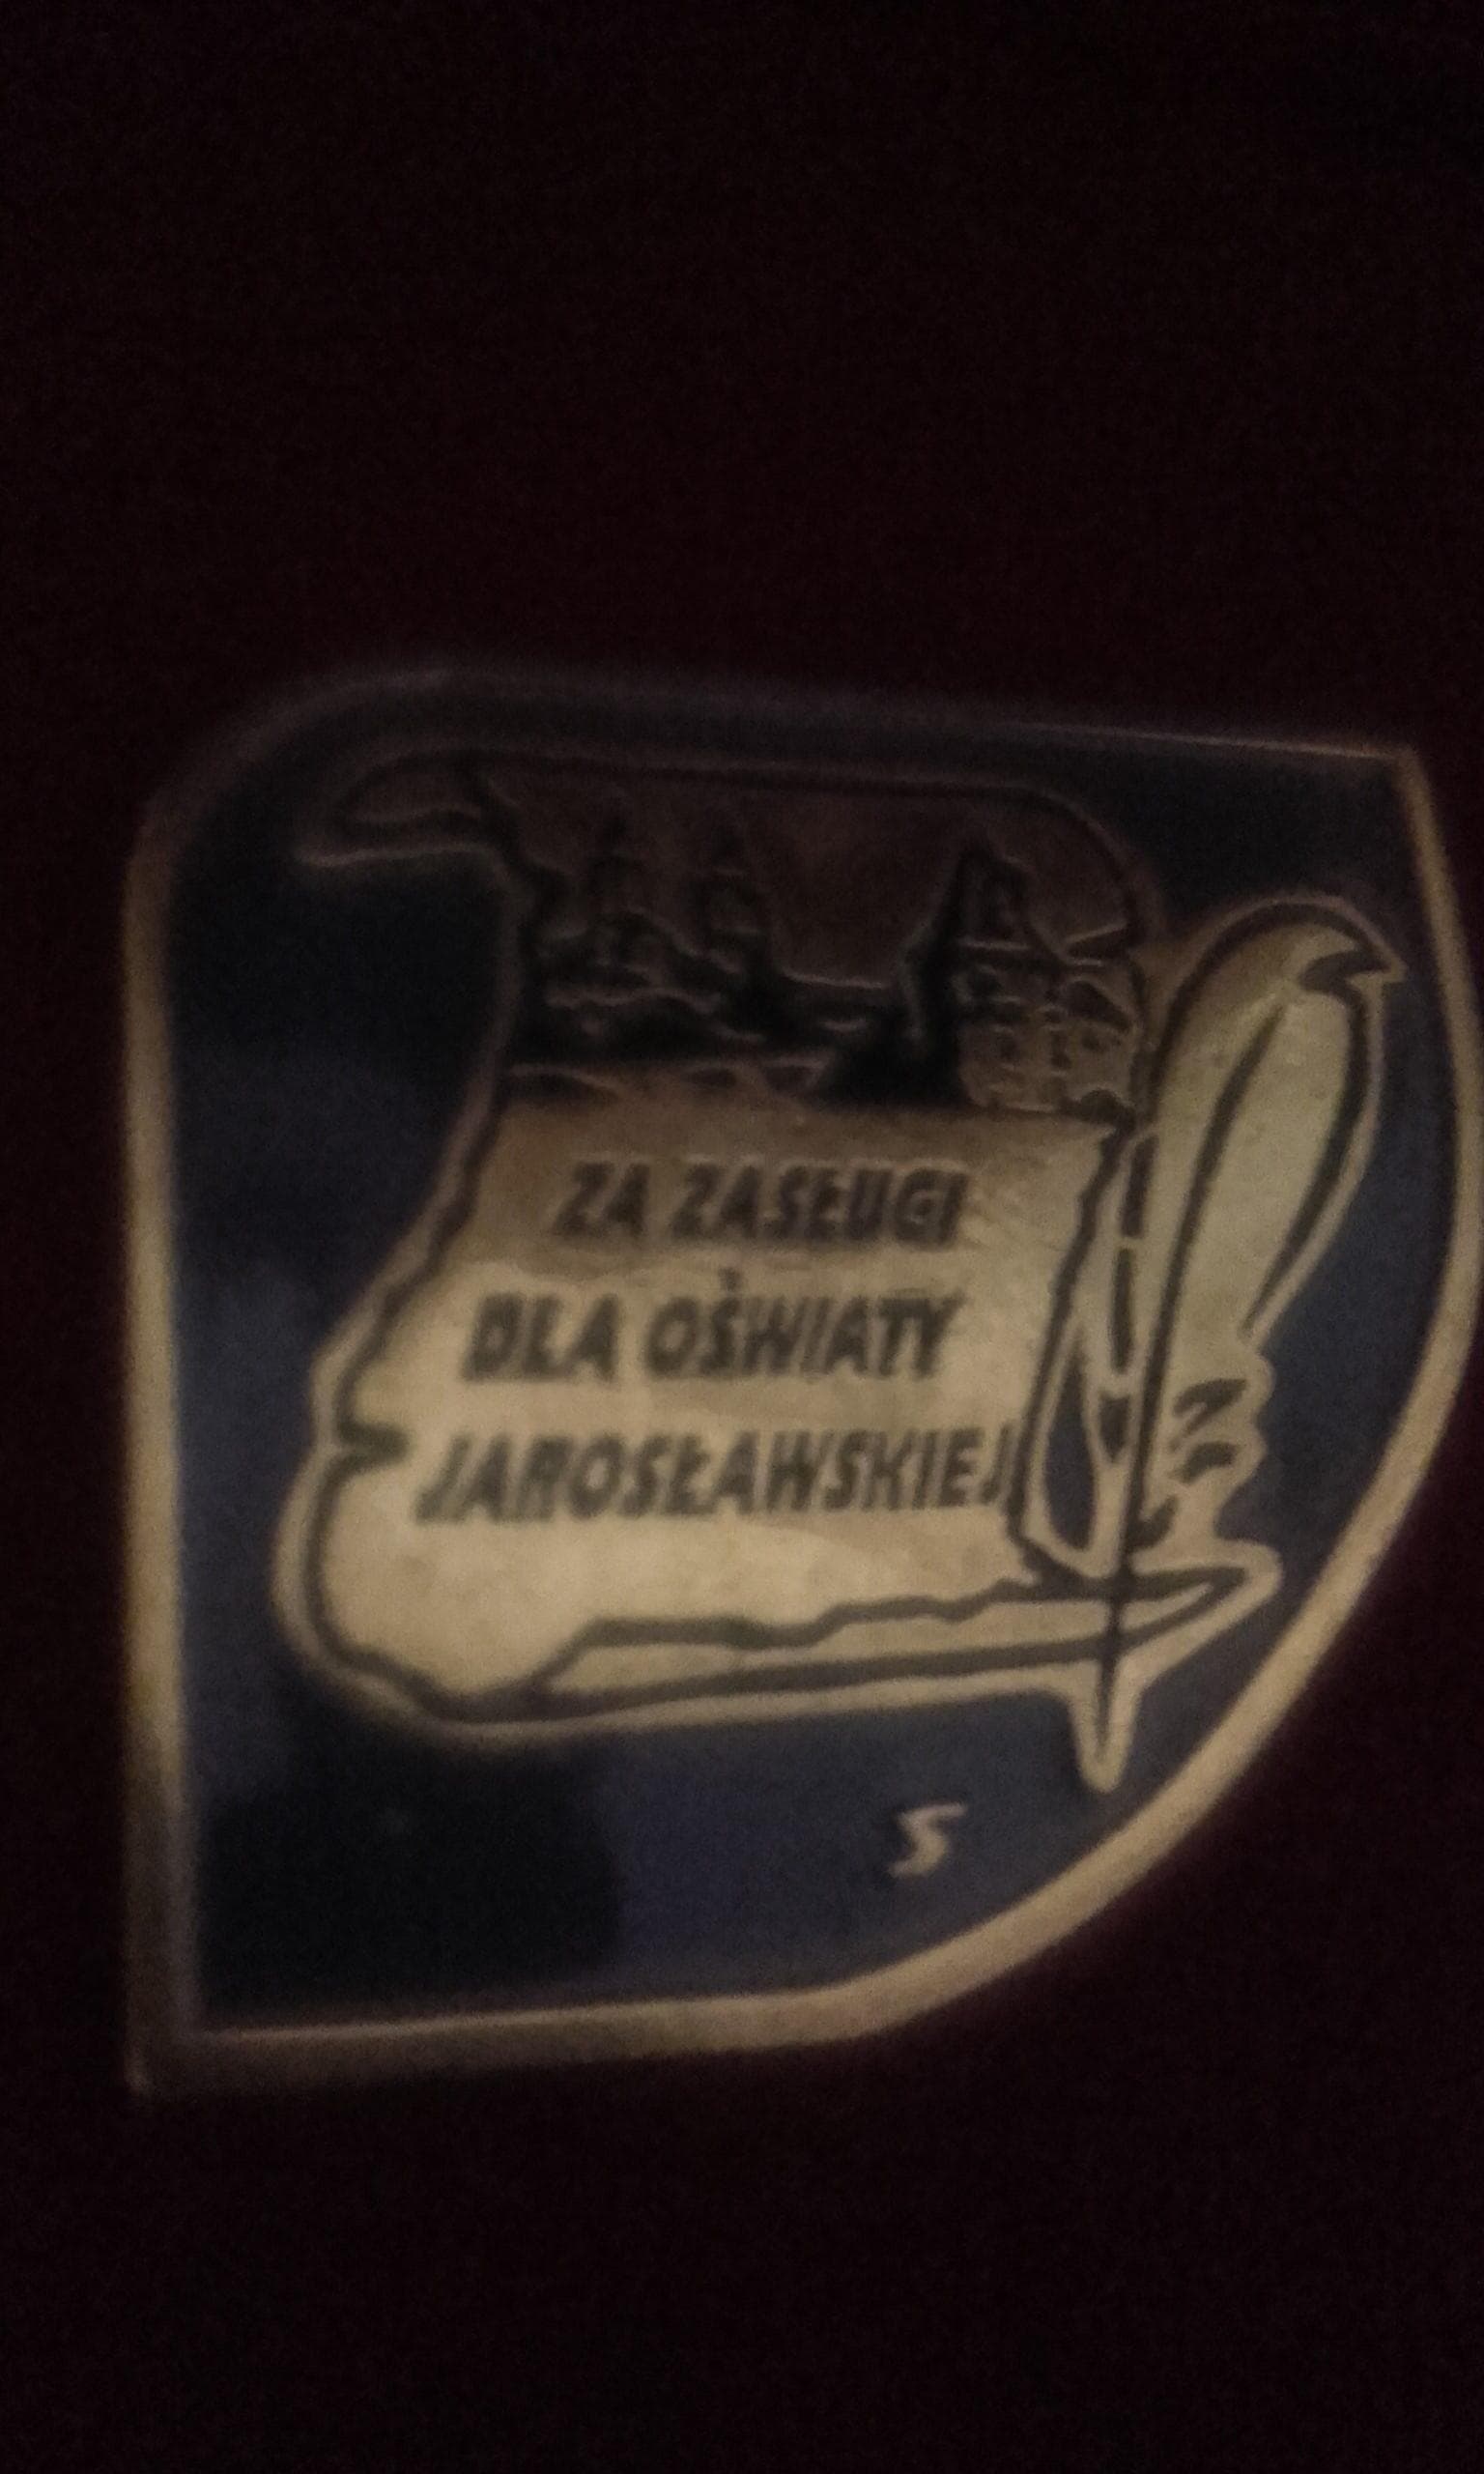 ZA ZASŁUGI
DLA OŚWIATY
JAROSŁAWSKIEJ
S